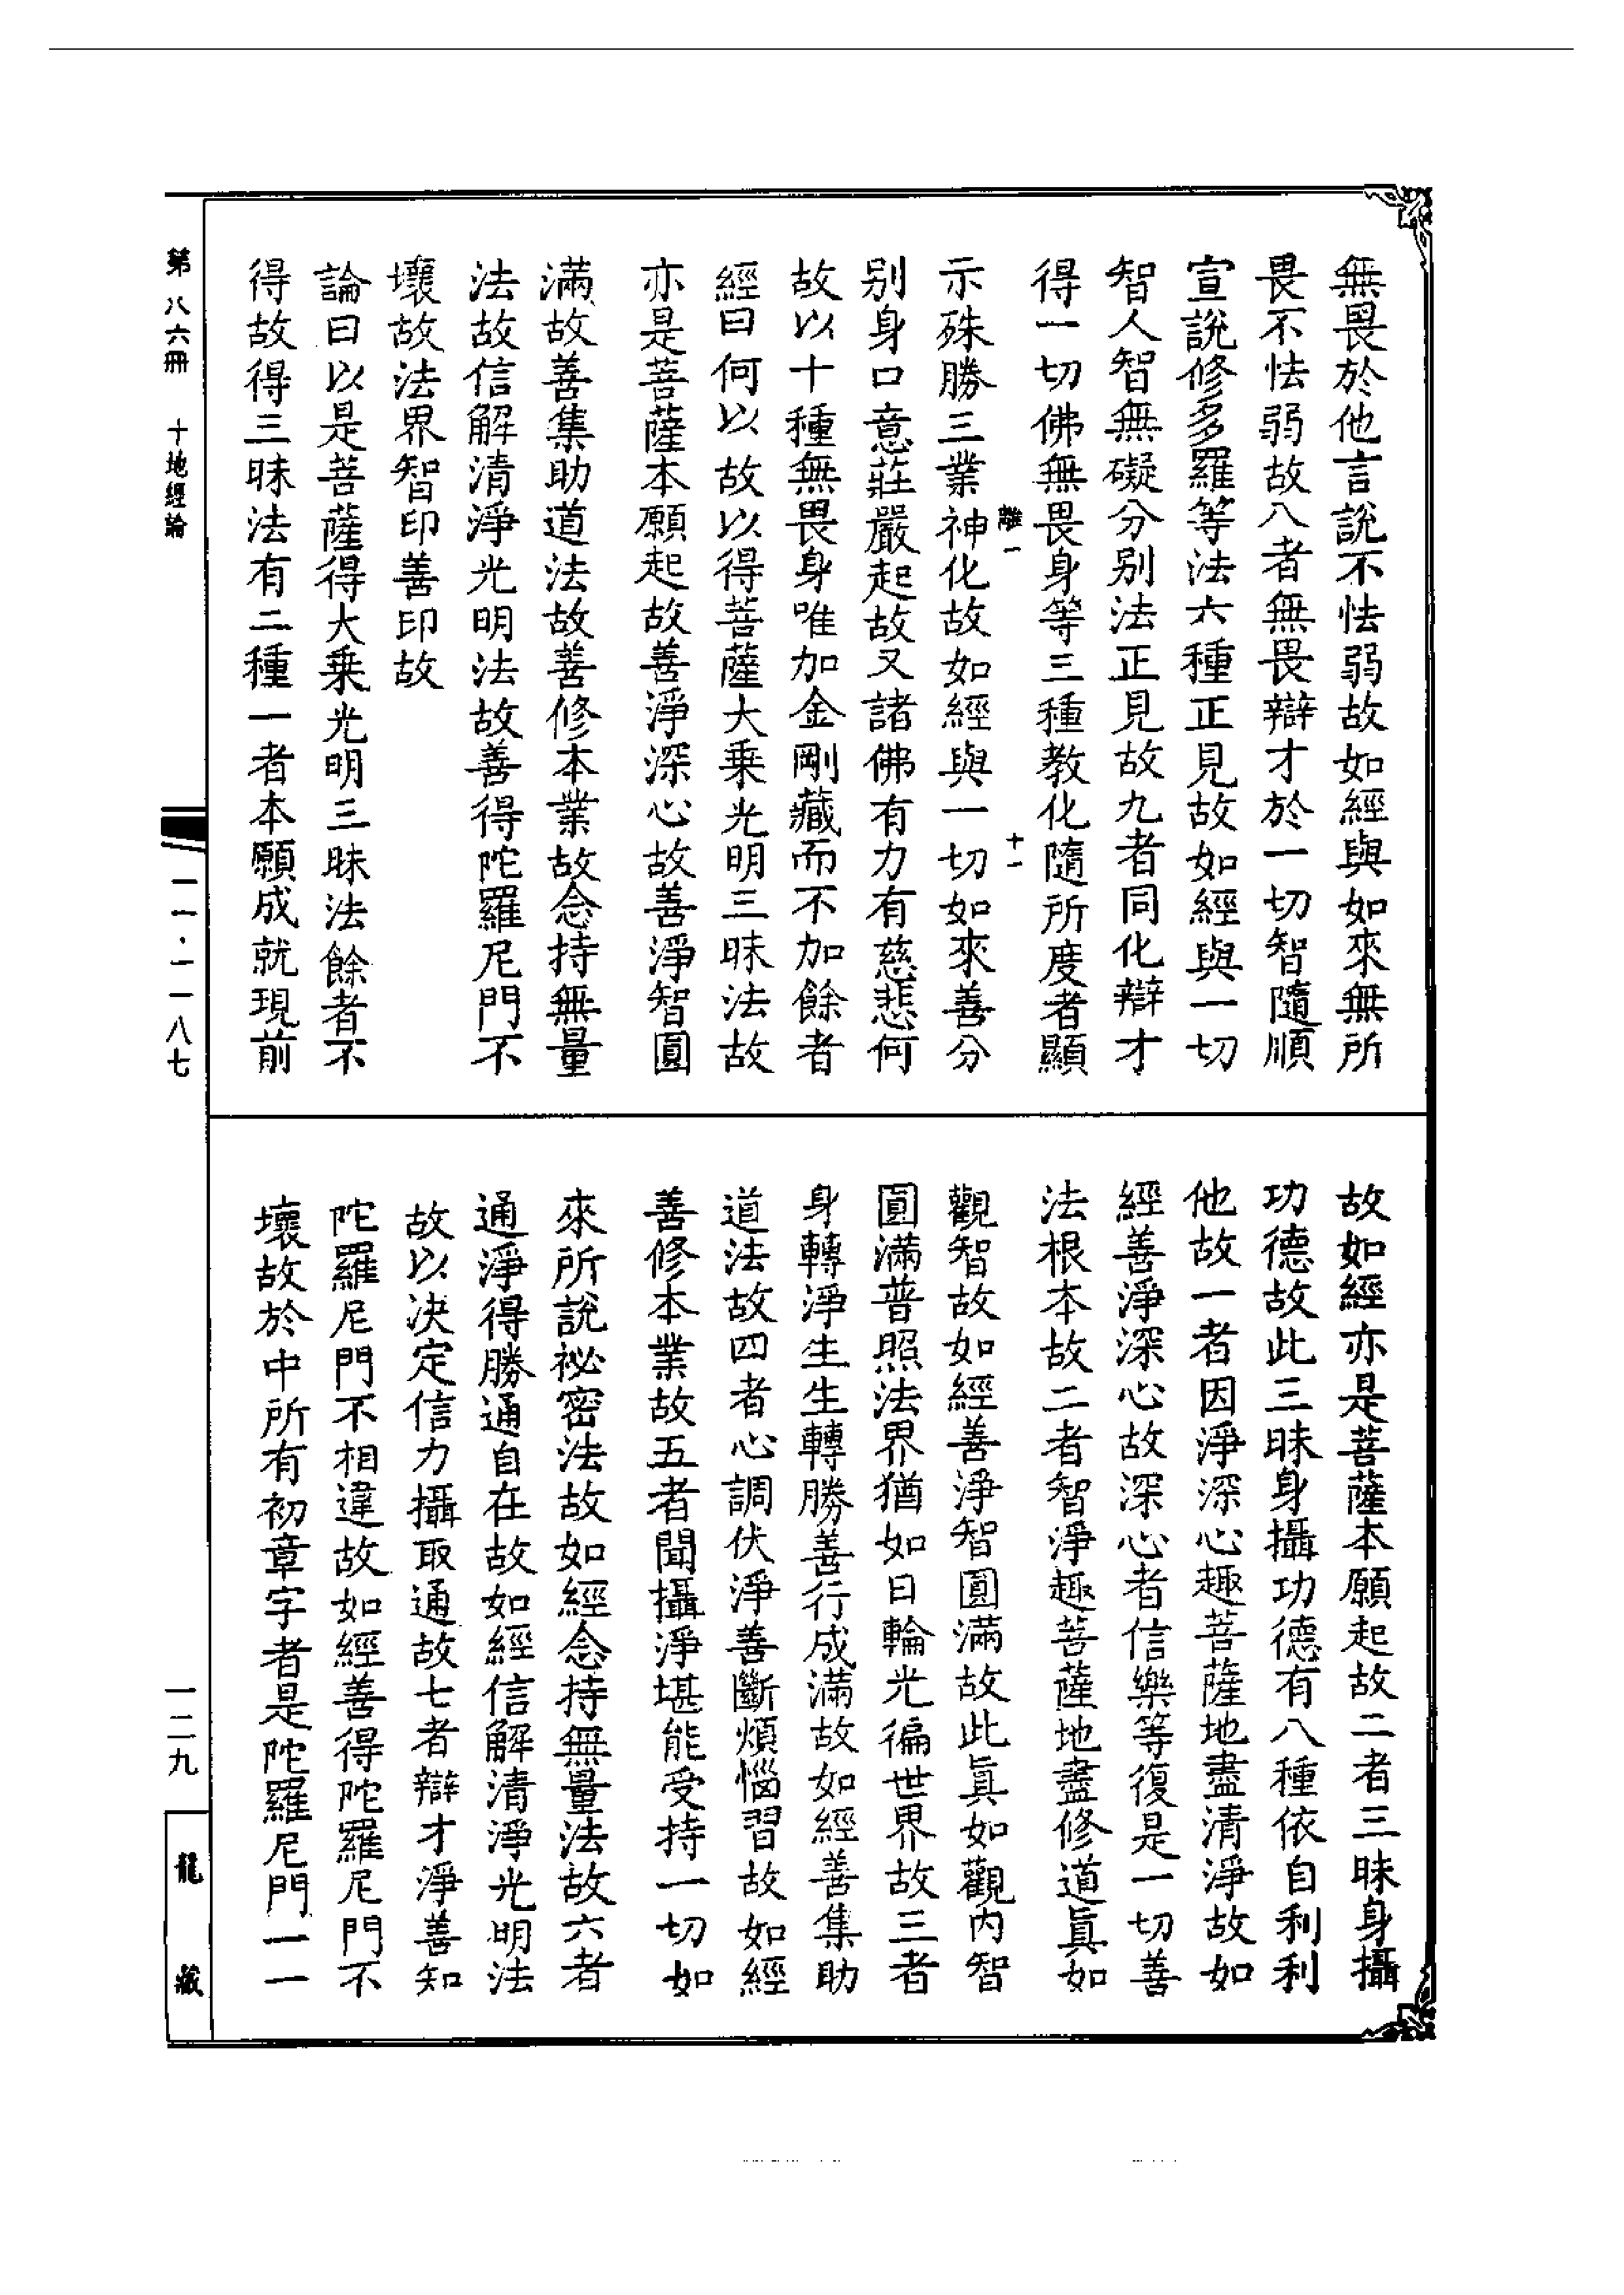 無畏於他言說不怯弱故如經與如來無所
畏不怯弱故八者無畏辯才於一切智隨順
宣說修多羅等法六種正見故如經與一切
智人智無礙分别法正見故九者同化辯才
得一切佛無畏身等三種教化隨所度者顯
離一
十一
示殊勝三業神化故如經與一切如來善分
别身口意莊嚴起故又諸佛有力有慈悲何
故以十種無畏身唯加金剛藏而不加餘者
經曰何以故以得菩薩大乘光明三昧法故
亦是菩薩本願起故善淨深心故善淨智圓
滿故善集助道法故善修本業故念持無量
法故信解清淨光明法故善得陀羅尼門不
壞故法界智印善印故
論曰以是菩薩得大乘光明三昧法餘者不
得故得三昧法有二種一者本願成就現前
故如經亦是菩薩本願起故二者三昧身攝
功德故此三昧身攝功德有八種依自利利
他故一者因淨深心趣菩薩地盡清淨故如
經善淨深心故深心者信樂等復是一切善
法根本故二者智淨趣菩薩地盡修道眞如
觀智故如經善淨智圓滿故此眞如觀内智
圓滿普照法界猶如日輪光徧世界故三者
身轉淨生生轉勝善行成滿故如經善集助
道法故四者心調伏淨善斷煩惱習故如經
善修本業故五者聞攝淨堪能受持一切如
來所說祕密法故如經念持無量法故六者
通淨得勝通自在故如經信解清淨光明法
故以决定信力攝取通故七者辯才淨善知
陀羅尼門不相違故如經善得陀羅尼門不
壞故於中所有初章字者是陀羅尼門一一
第八六冊
十地經論
一一·一一八七
一二九
龍藏